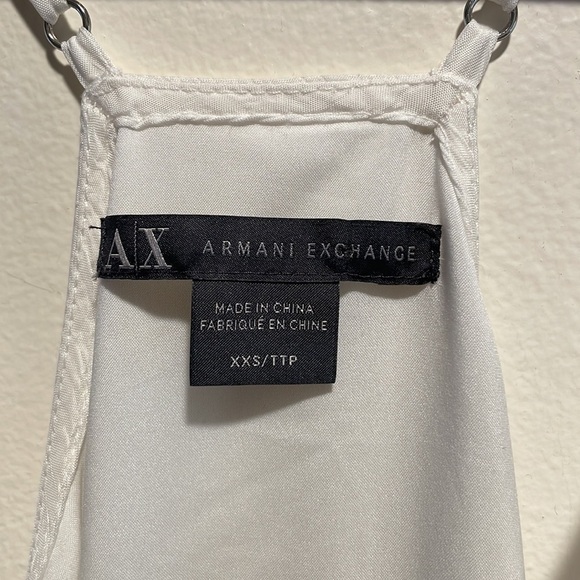 A|X ARMANI EXCHANGE
MADE IN CHINA
FABRIQUÉ EN CHINE
XXS/TTP